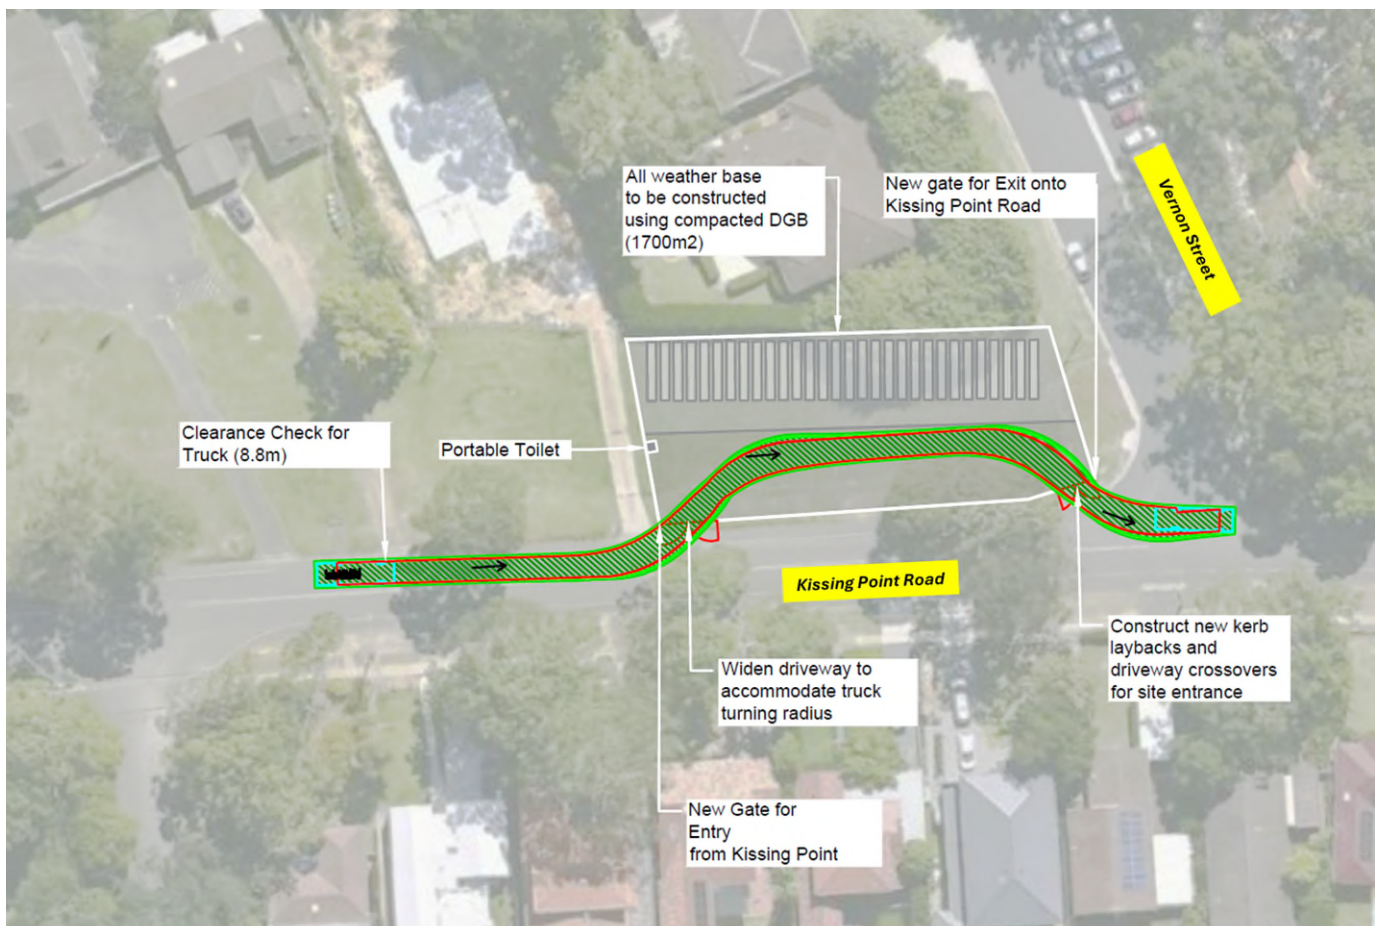 All weather base
to be constructed
using compacted DGB
(1700m2)
New gate for Exit onto
Kissing Point Road
Vernon Street
Clearance Check for
Truck (8.8m)
Portable Toilet
Kissing Point Road
Construct new kerb
laybacks and
driveway crossovers
for site entrance
Widen driveway to
accommodate truck
turning radius
New Gate for
Entry
from Kissing Point